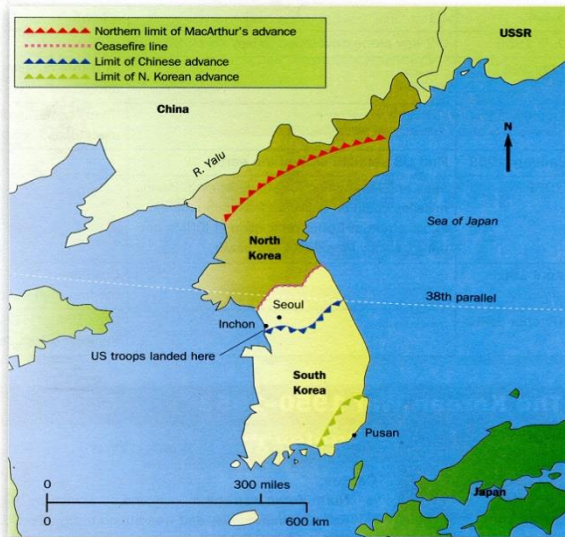 Northern limit of MacArthur's advance
Ceasefire line
Limit of Chinese advance
Limit of N. Korean advance
USSR
China
N
R. Yalu
Sea of Japan
North
Korea
38th parallel
Seoul
Inchon
US troops landed here
South
Korea
Pusan
Japan
0 300 miles
0 600 km